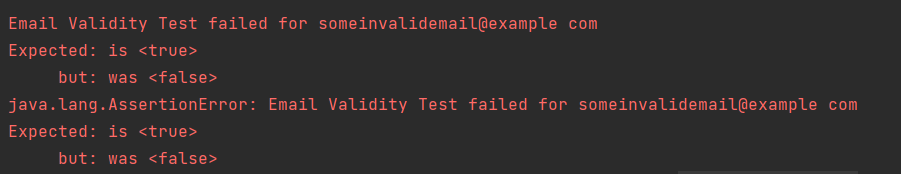 Email Validity Test failed for someinvalidemail@example com
Expected: is <true>
     but: was <false>
java.lang.AssertionError: Email Validity Test failed for someinvalidemail@example com
Expected: is <true>
     but: was <false>